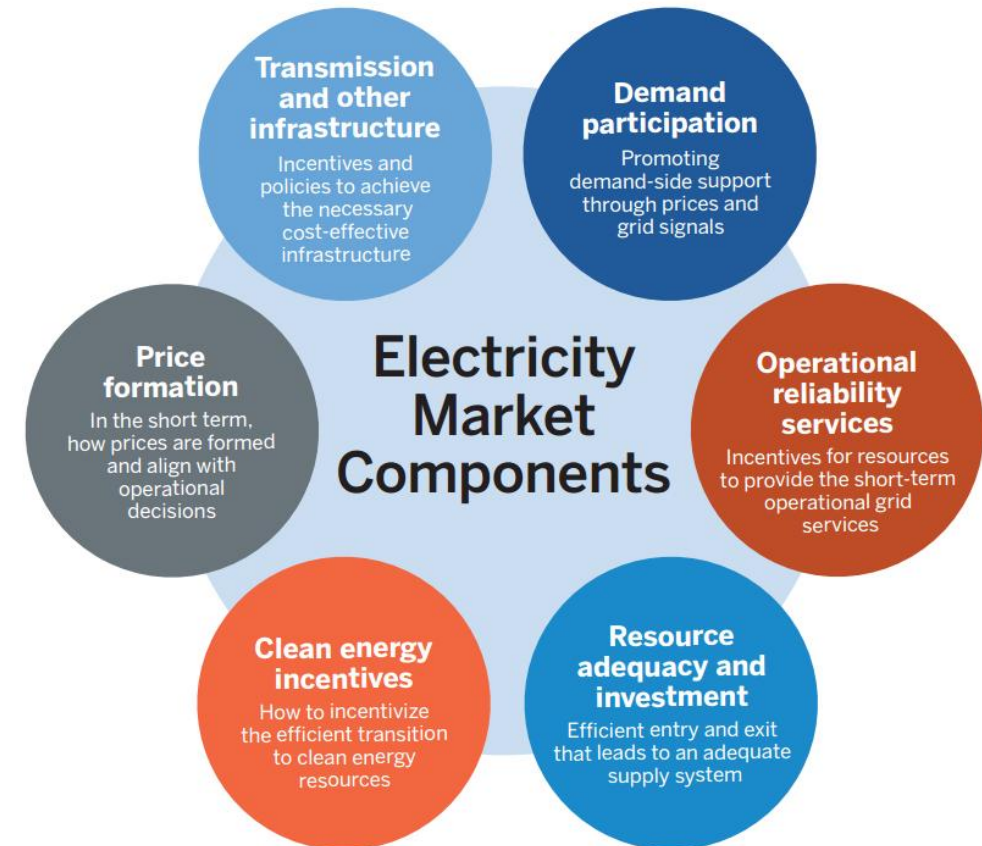 Transmission
and other
infrastructure
Incentives and
policies to achieve
the necessary
cost-effective
infrastructure
Demand
participation
Promoting
demand-side support
through prices and
grid signals
Price
formation
In the short term,
how prices are formed
and align with
operational
decisions
Electricity
Market
Components
Operational
reliability
services
Incentives for resources
to provide the short-term
operational grid
services
Clean energy
incentives
How to incentivize
the efficient transition
to clean energy
resources
Resource
adequacy and
investment
Efficient entry and exit
that leads to an adequate
supply system